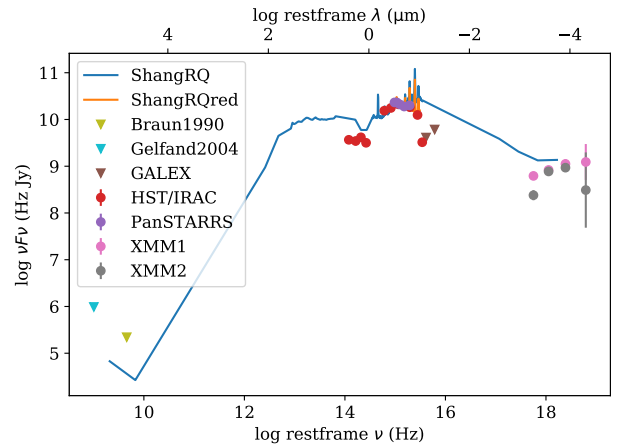 log restframe λ (μm)
4 2 0 −2 −4
11
10
9
8
7
6
5
log νFν (Hz Jy)
ShangRQ
ShangRQred
Braun1990
Gelfand2004
GALEX
HST/IRAC
PanSTARRS
XMM1
XMM2
10 12 14 16 18
log restframe ν (Hz)